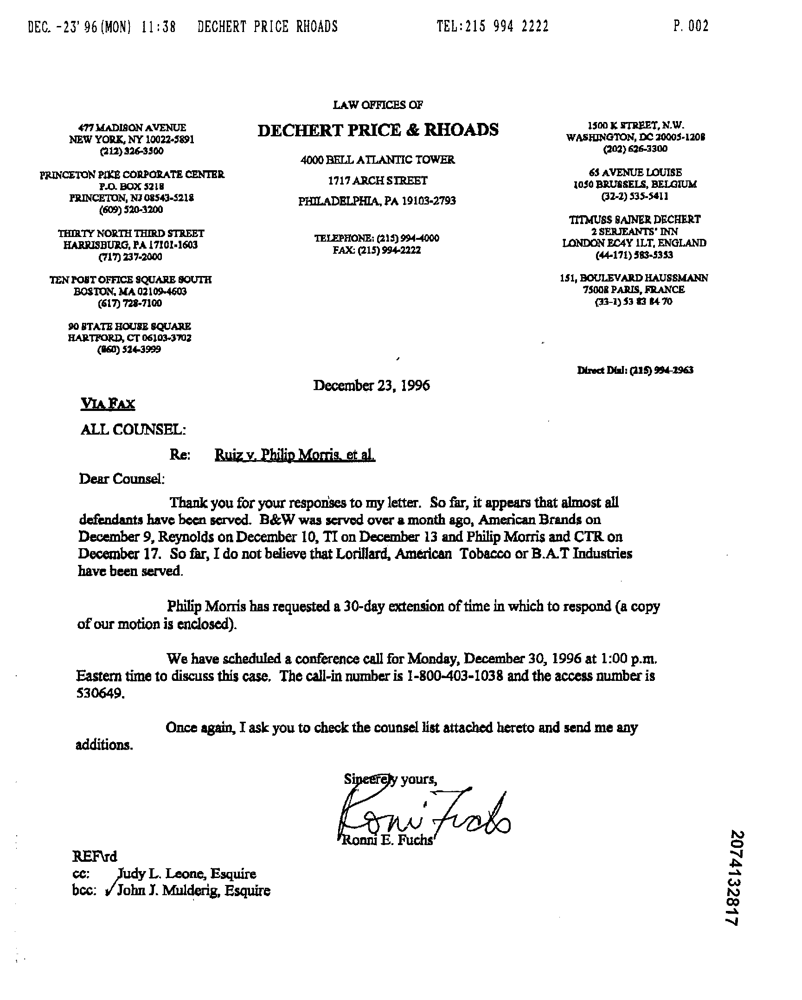 DEC. -23' 96 (MON) 11:38 DECHERT PRICE RHOADS TEL:215 994 2222 P. 002
LAW OFFICES OF
DECHERT PRICE & RHOADS
4000 BELL ATLANTIC TOWER
1717 ARCH STREET
PHILADELPHIA, PA 19103-2793
TELEPHONE: (215) 994-4000
FAX: (215) 994-2222
477 MADISON AVENUE
NEW YORK, NY 10022-5891
(212) 326-3500
PRINCETON PIKE CORPORATE CENTER
P.O. BOX 5218
PRINCETON, NJ 08543-5218
(609) 520-3200
THIRTY NORTH THIRD STREET
HARRISBURG, PA 17101-1603
(717) 237-2000
TEN POST OFFICE SQUARE SOUTH
BOSTON, MA 02109-4603
(617) 728-7100
90 STATE HOUSE SQUARE
HARTFORD, CT 06103-3702
(860) 524-3999
1500 K STREET, N.W.
WASHINGTON, DC 20005-1208
(202) 626-3300
65 AVENUE LOUISE
1050 BRUSSELS, BELGIUM
(32-2) 535-5411
TITMUSS SAINER DECHERT
2 SERJEANTS' INN
LONDON EC4Y 1LT, ENGLAND
(44-171) 583-5353
151, BOULEVARD HAUSSMANN
75008 PARIS, FRANCE
(33-1) 53 83 84 70
Direct Dial: (215) 994-2963
December 23, 1996
VIA FAX
ALL COUNSEL:
Re: Ruiz v. Philip Morris, et al.
Dear Counsel:
Thank you for your responses to my letter. So far, it appears that almost all
defendants have been served. B&W was served over a month ago, American Brands on
December 9, Reynolds on December 10, TI on December 13 and Philip Morris and CTR on
December 17. So far, I do not believe that Lorillard, American Tobacco or B.A.T Industries
have been served.
Philip Morris has requested a 30-day extension of time in which to respond (a copy
of our motion is enclosed).
We have scheduled a conference call for Monday, December 30, 1996 at 1:00 p.m.
Eastern time to discuss this case. The call-in number is 1-800-403-1038 and the access number is
530649.
Once again, I ask you to check the counsel list attached hereto and send me any
additions.
Sincerely yours,
Roni Fuchs
Ronni E. Fuchs
REF\rd
cc: Judy L. Leone, Esquire
bcc: ✓ John J. Mulderig, Esquire
2074132817